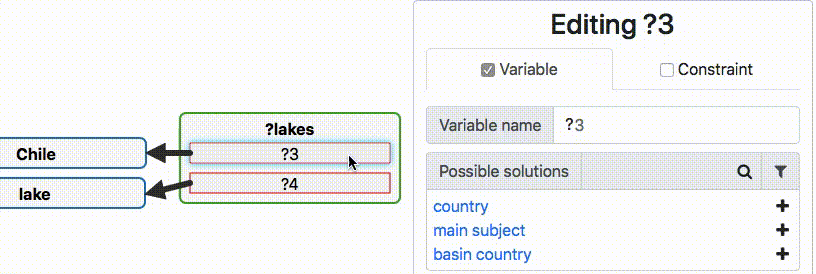 Chile
lake
?lakes
?3
?4
Editing ?3
Variable
Constraint
Variable name
?3
Possible solutions
country
main subject
basin country